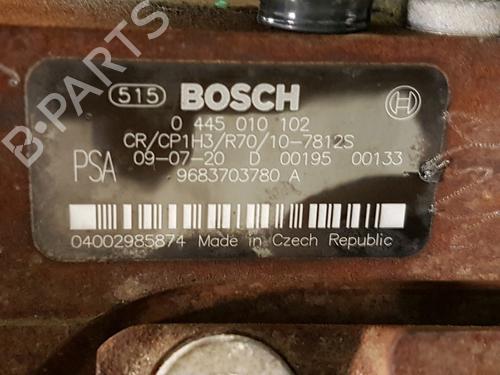 515 BOSCH
0 445 010 102
CR/CP1H3/R70/10-7812S
PSA 09-07-20 D 00195 00133
9683703780 A
04002985874 Made in Czech Republic
B-PARTS